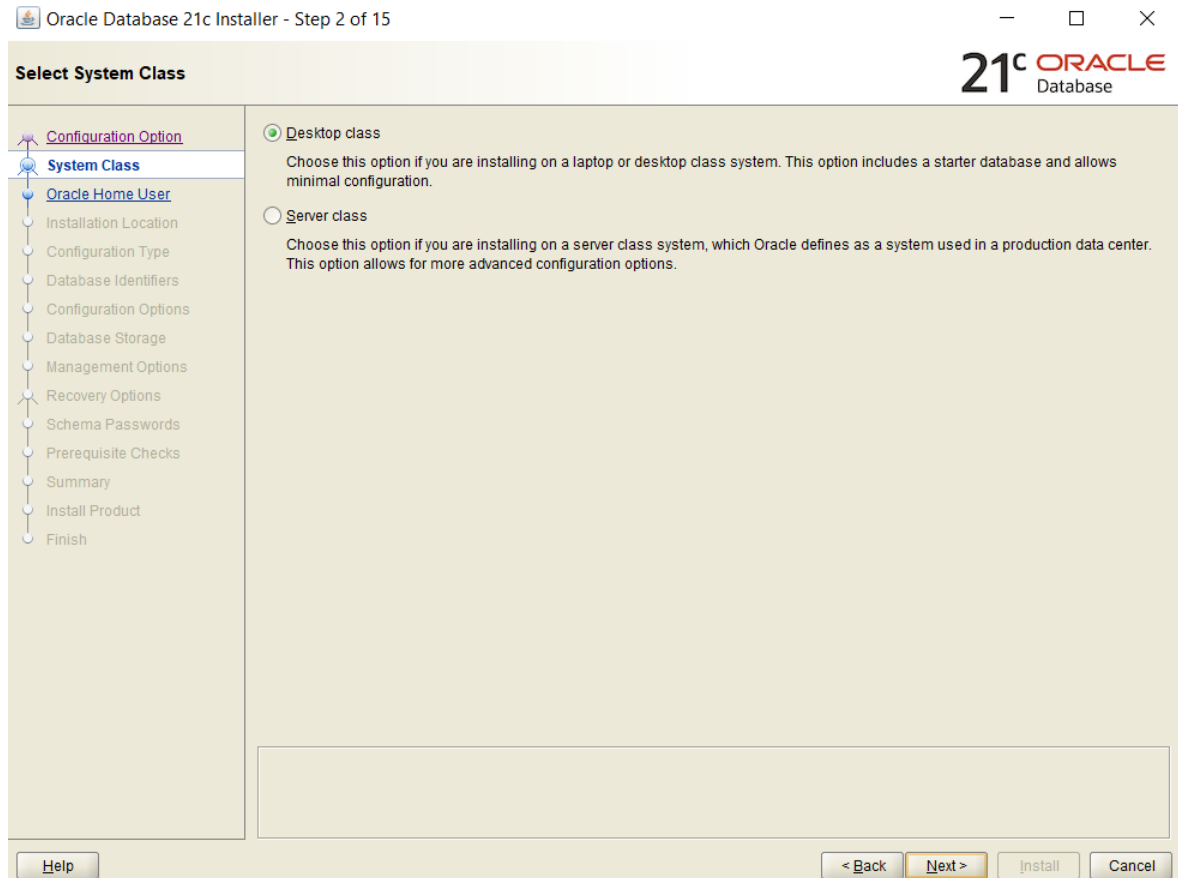 Oracle Database 21c Installer - Step 2 of 15
Select System Class
21c ORACLE
Database
Configuration Option
System Class
Oracle Home User
Installation Location
Configuration Type
Database Identifiers
Configuration Options
Database Storage
Management Options
Recovery Options
Schema Passwords
Prerequisite Checks
Summary
Install Product
Finish
Desktop class
Choose this option if you are installing on a laptop or desktop class system. This option includes a starter database and allows
minimal configuration.
Server class
Choose this option if you are installing on a server class system, which Oracle defines as a system used in a production data center.
This option allows for more advanced configuration options.
Help
< Back
Next >
Install
Cancel